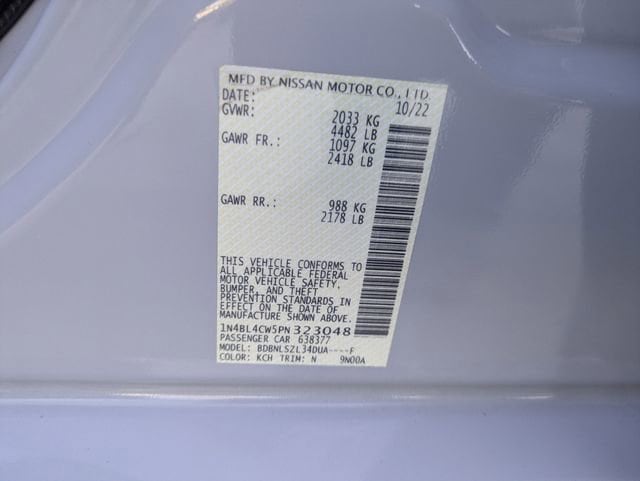 MFD BY NISSAN MOTOR CO., LTD.
DATE: 10/22
GVWR: 2033 KG
4482 LB
GAWR FR.: 1097 KG
2418 LB
GAWR RR.: 988 KG
2178 LB
THIS VEHICLE CONFORMS TO
ALL APPLICABLE FEDERAL
MOTOR VEHICLE SAFETY,
BUMPER, AND THEFT
PREVENTION STANDARDS IN
EFFECT ON THE DATE OF
MANUFACTURE SHOWN ABOVE.
1N4BL4CW5PN323048
PASSENGER CAR 638377
MODEL: BDBNLSZL34DUA----F
COLOR: KCH TRIM: N 9N00A